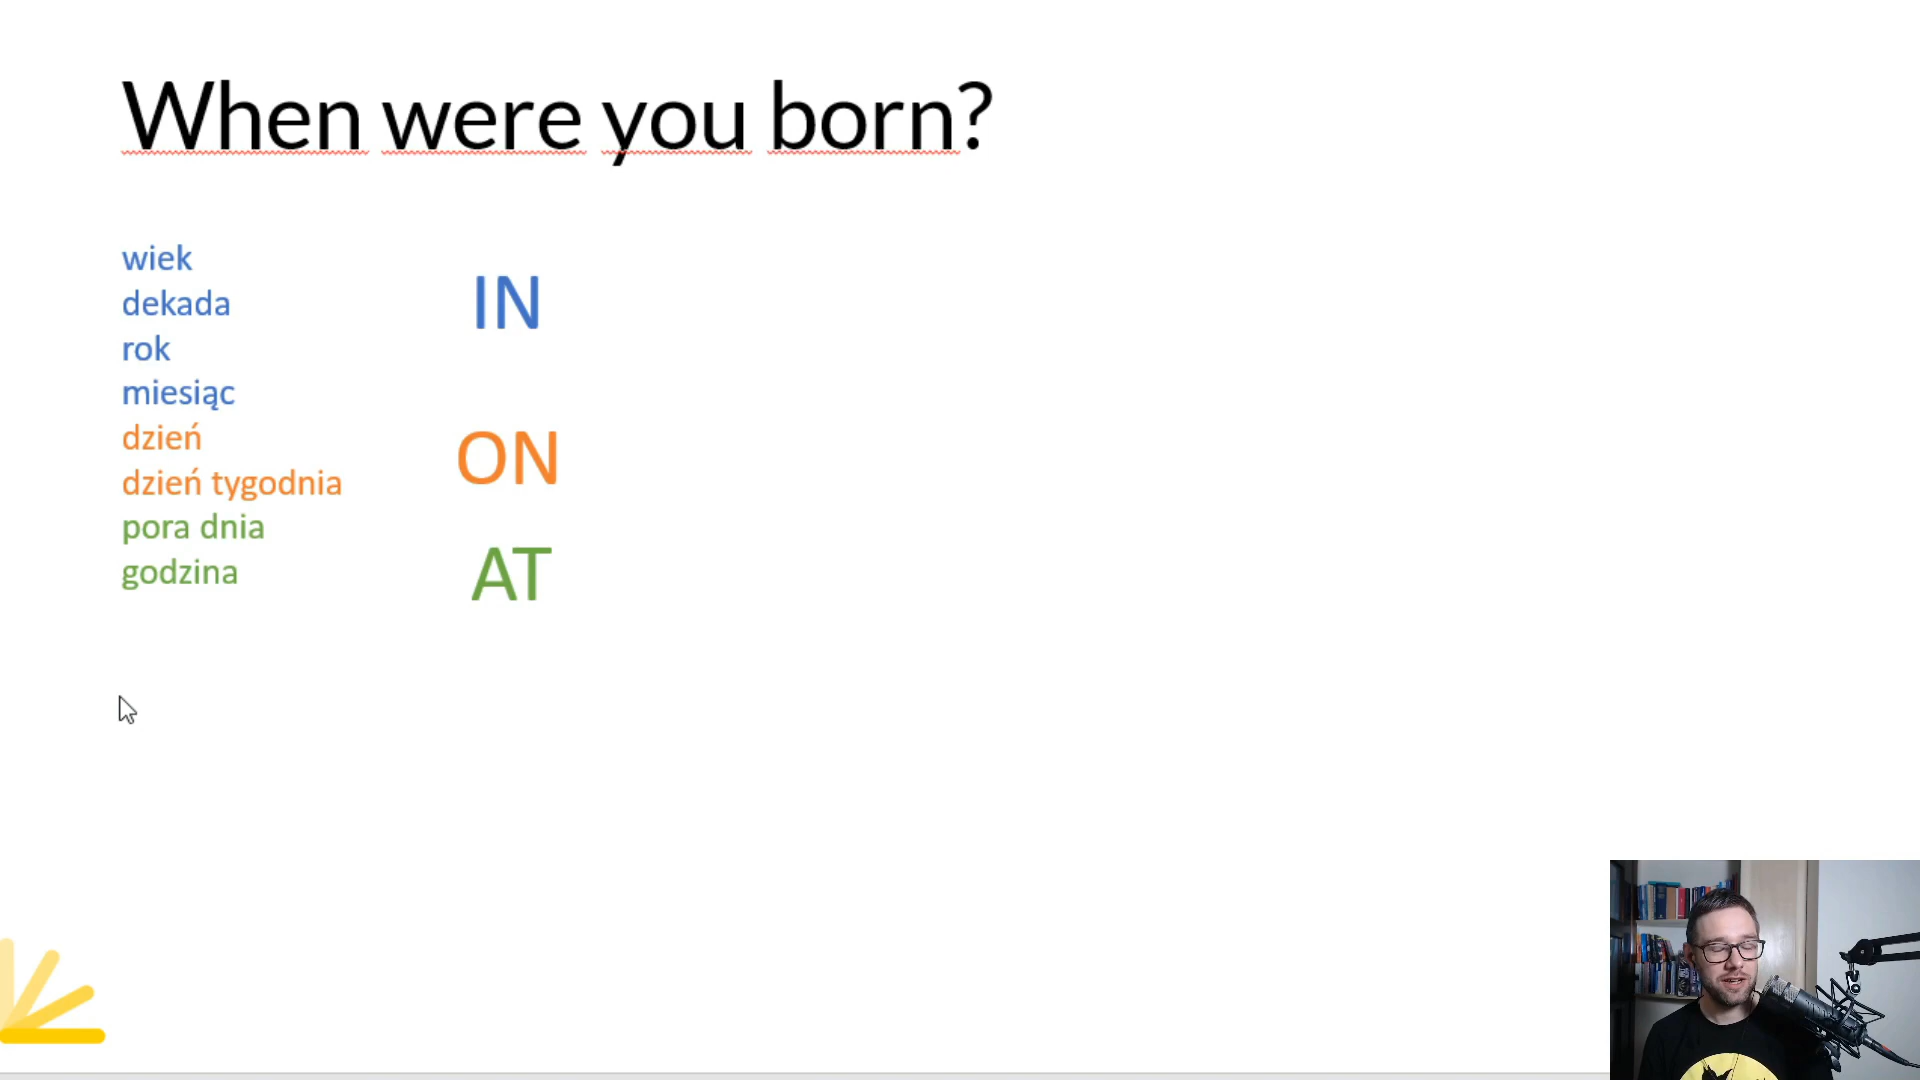 When were you born?
wiek
dekada
rok
miesiąc
dzień
dzień tygodnia
pora dnia
godzina
IN
ON
AT